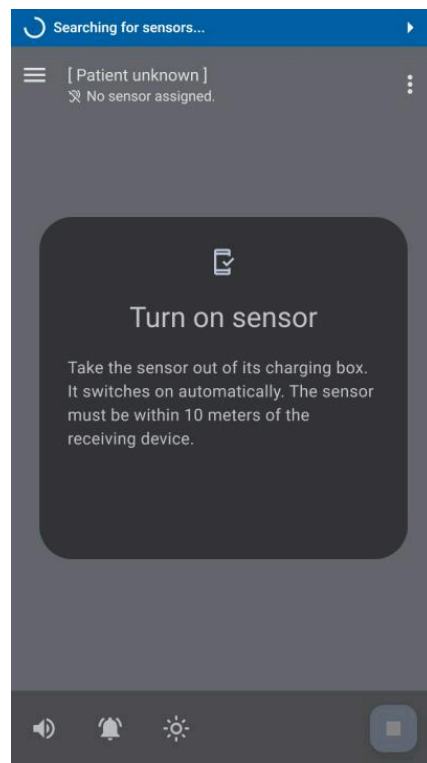 Searching for sensors...
[ Patient unknown ]
No sensor assigned.
Turn on sensor
Take the sensor out of its charging box.
It switches on automatically. The sensor
must be within 10 meters of the
receiving device.